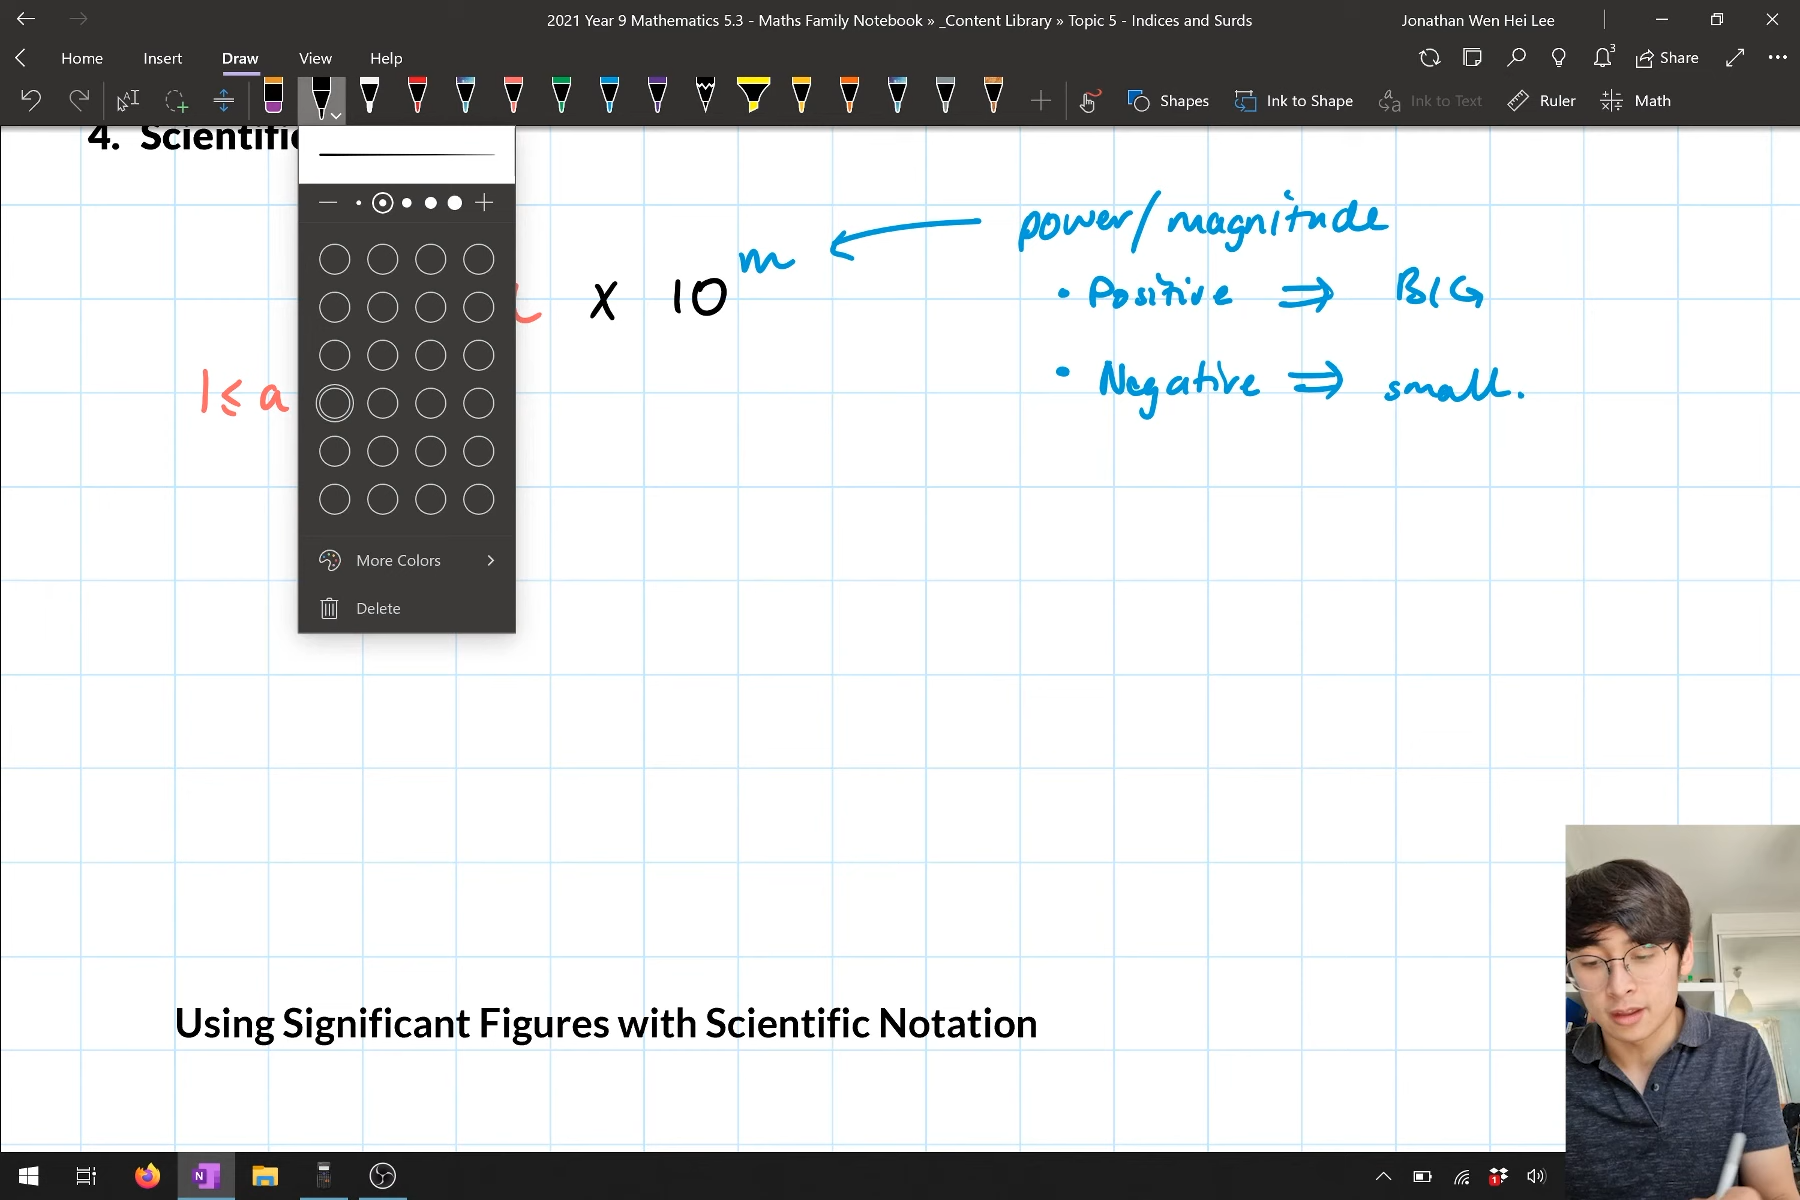 2021 Year 9 Mathematics 5.3 - Maths Family Notebook » _Content Library » Topic 5 - Indices and Surds
Jonathan Wen Hei Lee
Home Insert Draw View Help
3 Share
Shapes Ink to Shape Ink to Text Ruler Math
4. Scientific
power/magnitude
x 10^m
• Positive ⇒ BIG
1 ≤ a
• Negative ⇒ small.
More Colors
Delete
Using Significant Figures with Scientific Notation